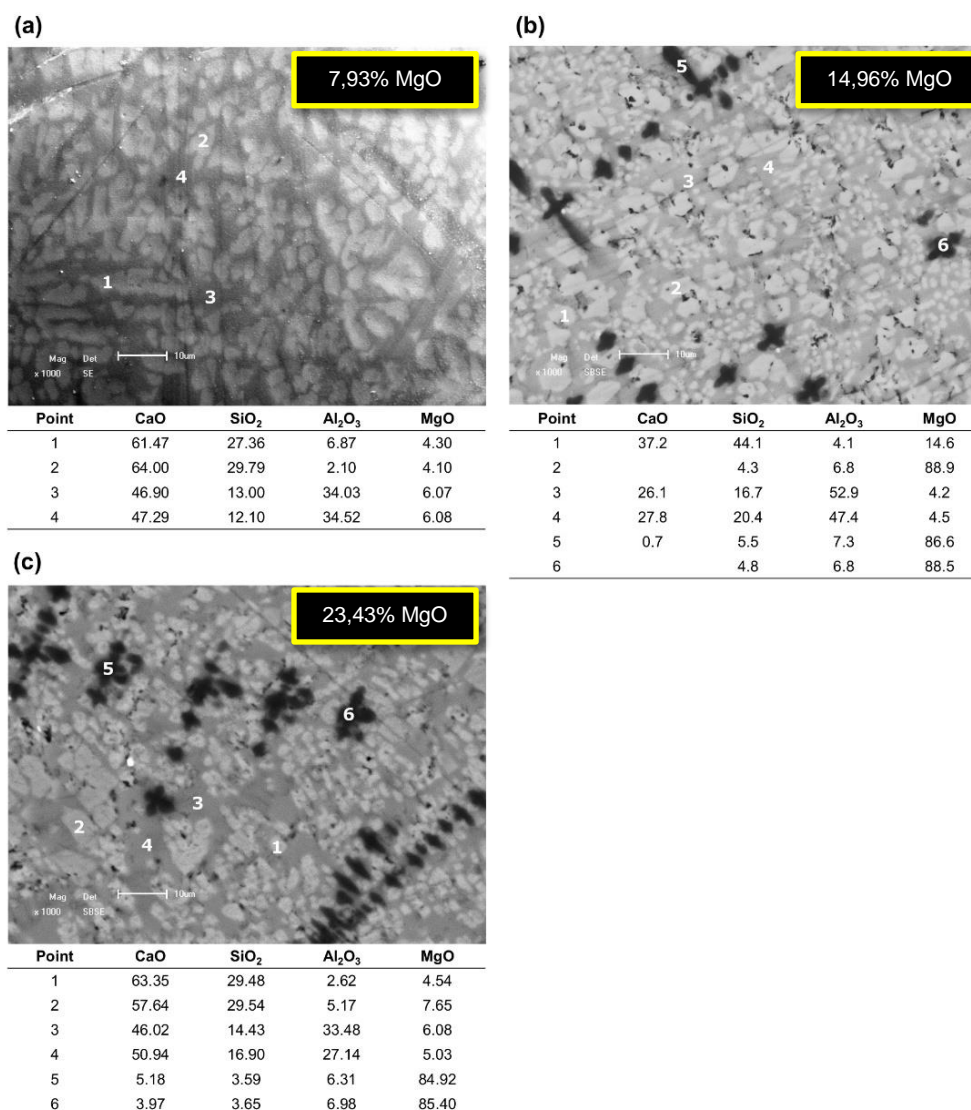 (a)
7,93% MgO
2
4
1
3
Mag Det
10um
x 1000 SE
Point CaO SiO2 Al2O3 MgO
1 61.47 27.36 6.87 4.30
2 64.00 29.79 2.10 4.10
3 46.90 13.00 34.03 6.07
4 47.29 12.10 34.52 6.08
(b)
14,96% MgO
5
3
4
6
2
1
Mag Det
10um
x 1000 SBSE
Point CaO SiO2 Al2O3 MgO
1 37.2 44.1 4.1 14.6
2 4.3 6.8 88.9
3 26.1 16.7 52.9 4.2
4 27.8 20.4 47.4 4.5
5 0.7 5.5 7.3 86.6
6 4.8 6.8 88.5
(c)
23,43% MgO
5
6
3
2
4
1
Mag Det
10um
x 1000 SBSE
Point CaO SiO2 Al2O3 MgO
1 63.35 29.48 2.62 4.54
2 57.64 29.54 5.17 7.65
3 46.02 14.43 33.48 6.08
4 50.94 16.90 27.14 5.03
5 5.18 3.59 6.31 84.92
6 3.97 3.65 6.98 85.40